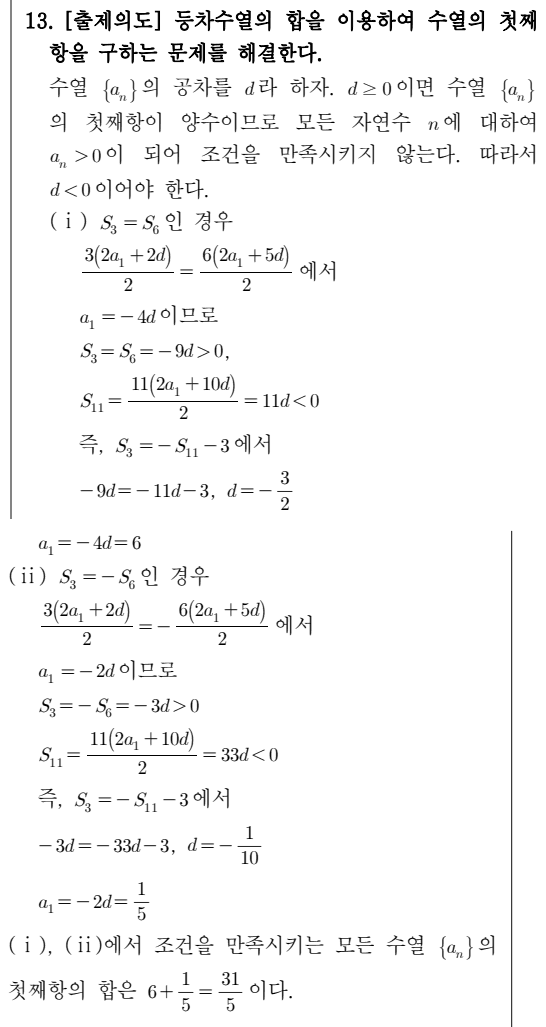 13. [출제의도] 등차수열의 합을 이용하여 수열의 첫째
항을 구하는 문제를 해결한다.
수열 {aₙ}의 공차를 d라 하자. d≥0이면 수열 {aₙ}
의 첫째항이 양수이므로 모든 자연수 n에 대하여
aₙ>0이 되어 조건을 만족시키지 않는다. 따라서
d<0이어야 한다.
(ⅰ) S₃=S₆인 경우
3(2a₁+2d)/2 = 6(2a₁+5d)/2 에서
a₁=-4d이므로
S₃=S₆=-9d>0,
S₁₁= 11(2a₁+10d)/2 =11d<0
즉, S₃=-S₁₁-3에서
-9d=-11d-3, d=-3/2
a₁=-4d=6
(ⅱ) S₃=-S₆인 경우
3(2a₁+2d)/2 = - 6(2a₁+5d)/2 에서
a₁=-2d이므로
S₃=-S₆=-3d>0
S₁₁= 11(2a₁+10d)/2 =33d<0
즉, S₃=-S₁₁-3에서
-3d=-33d-3, d=-1/10
a₁=-2d=1/5
(ⅰ), (ⅱ)에서 조건을 만족시키는 모든 수열 {aₙ}의
첫째항의 합은 6+1/5=31/5이다.